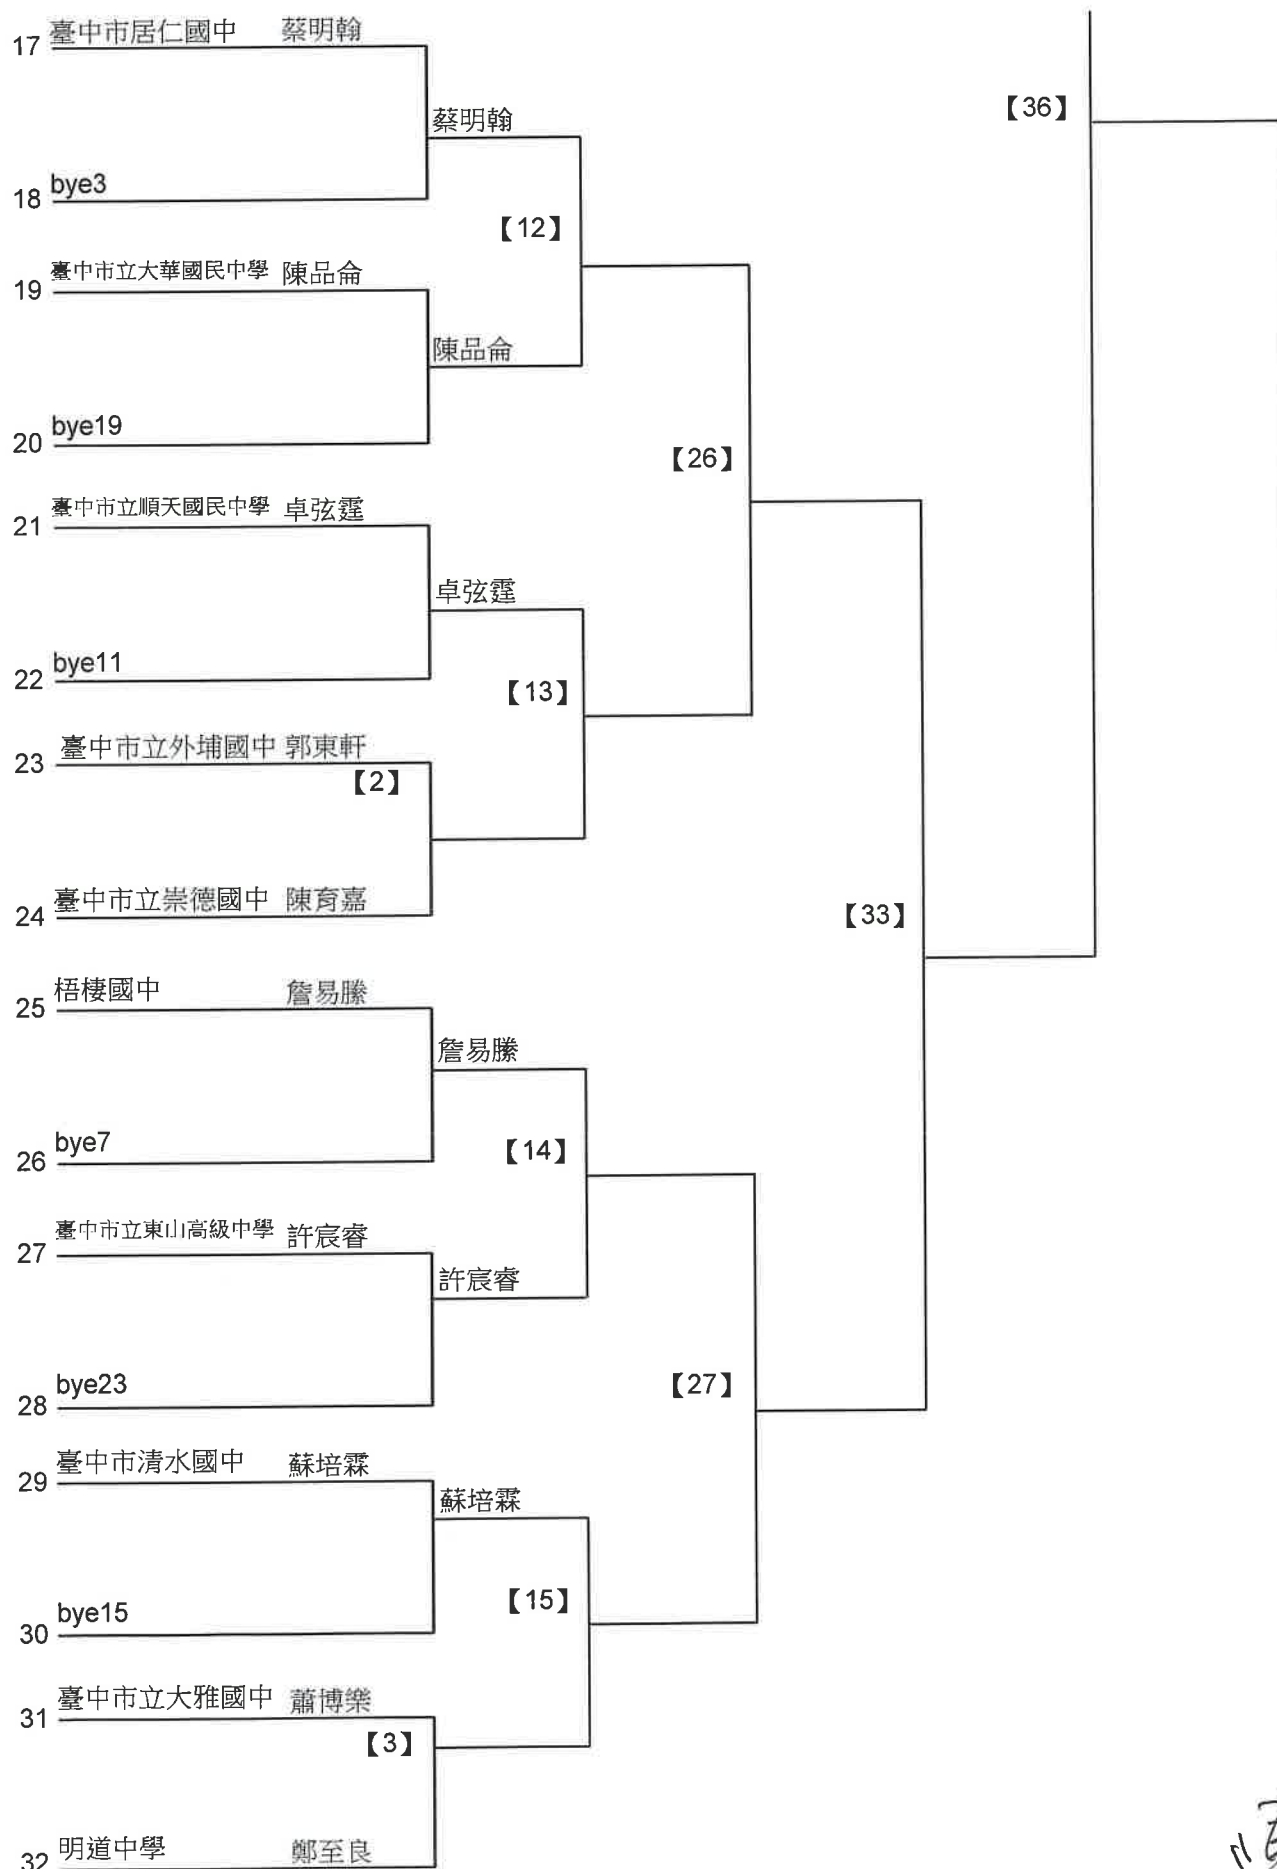 17 臺中市居仁國中 蔡明翰
蔡明翰
【36】
18 bye3
【12】
19 臺中市立大華國民中學 陳品侖
陳品侖
20 bye19
【26】
21 臺中市立順天國民中學 卓弦霆
卓弦霆
22 bye11
【13】
23 臺中市立外埔國中 郭東軒
【2】
24 臺中市立崇德國中 陳育嘉
【33】
25 梧棲國中 詹易縢
詹易縢
26 bye7
【14】
27 臺中市立東山高級中學 許宸睿
許宸睿
28 bye23
【27】
29 臺中市清水國中 蘇培霖
蘇培霖
30 bye15
【15】
31 臺中市立大雅國中 蕭博樂
【3】
32 明道中學 鄭至良